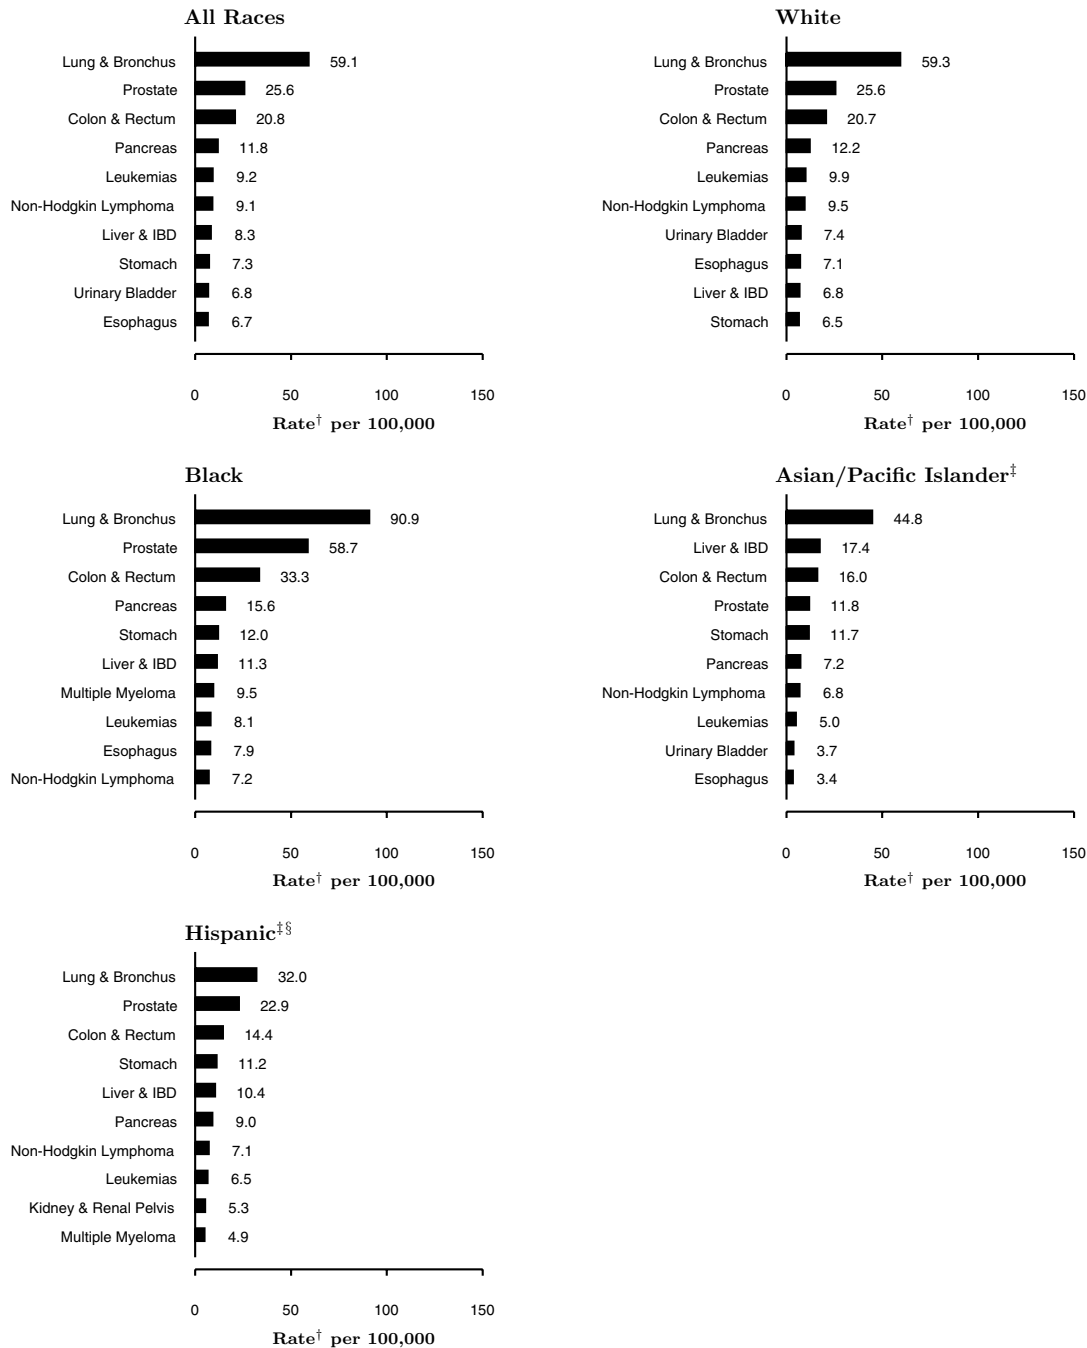 All Races
Lung & Bronchus 59.1
Prostate 25.6
Colon & Rectum 20.8
Pancreas 11.8
Leukemias 9.2
Non-Hodgkin Lymphoma 9.1
Liver & IBD 8.3
Stomach 7.3
Urinary Bladder 6.8
Esophagus 6.7
0 50 100 150
Rate† per 100,000
White
Lung & Bronchus 59.3
Prostate 25.6
Colon & Rectum 20.7
Pancreas 12.2
Leukemias 9.9
Non-Hodgkin Lymphoma 9.5
Urinary Bladder 7.4
Esophagus 7.1
Liver & IBD 6.8
Stomach 6.5
0 50 100 150
Rate† per 100,000
Black
Lung & Bronchus 90.9
Prostate 58.7
Colon & Rectum 33.3
Pancreas 15.6
Stomach 12.0
Liver & IBD 11.3
Multiple Myeloma 9.5
Leukemias 8.1
Esophagus 7.9
Non-Hodgkin Lymphoma 7.2
0 50 100 150
Rate† per 100,000
Asian/Pacific Islander‡
Lung & Bronchus 44.8
Liver & IBD 17.4
Colon & Rectum 16.0
Prostate 11.8
Stomach 11.7
Pancreas 7.2
Non-Hodgkin Lymphoma 6.8
Leukemias 5.0
Urinary Bladder 3.7
Esophagus 3.4
0 50 100 150
Rate† per 100,000
Hispanic‡§
Lung & Bronchus 32.0
Prostate 22.9
Colon & Rectum 14.4
Stomach 11.2
Liver & IBD 10.4
Pancreas 9.0
Non-Hodgkin Lymphoma 7.1
Leukemias 6.5
Kidney & Renal Pelvis 5.3
Multiple Myeloma 4.9
0 50 100 150
Rate† per 100,000